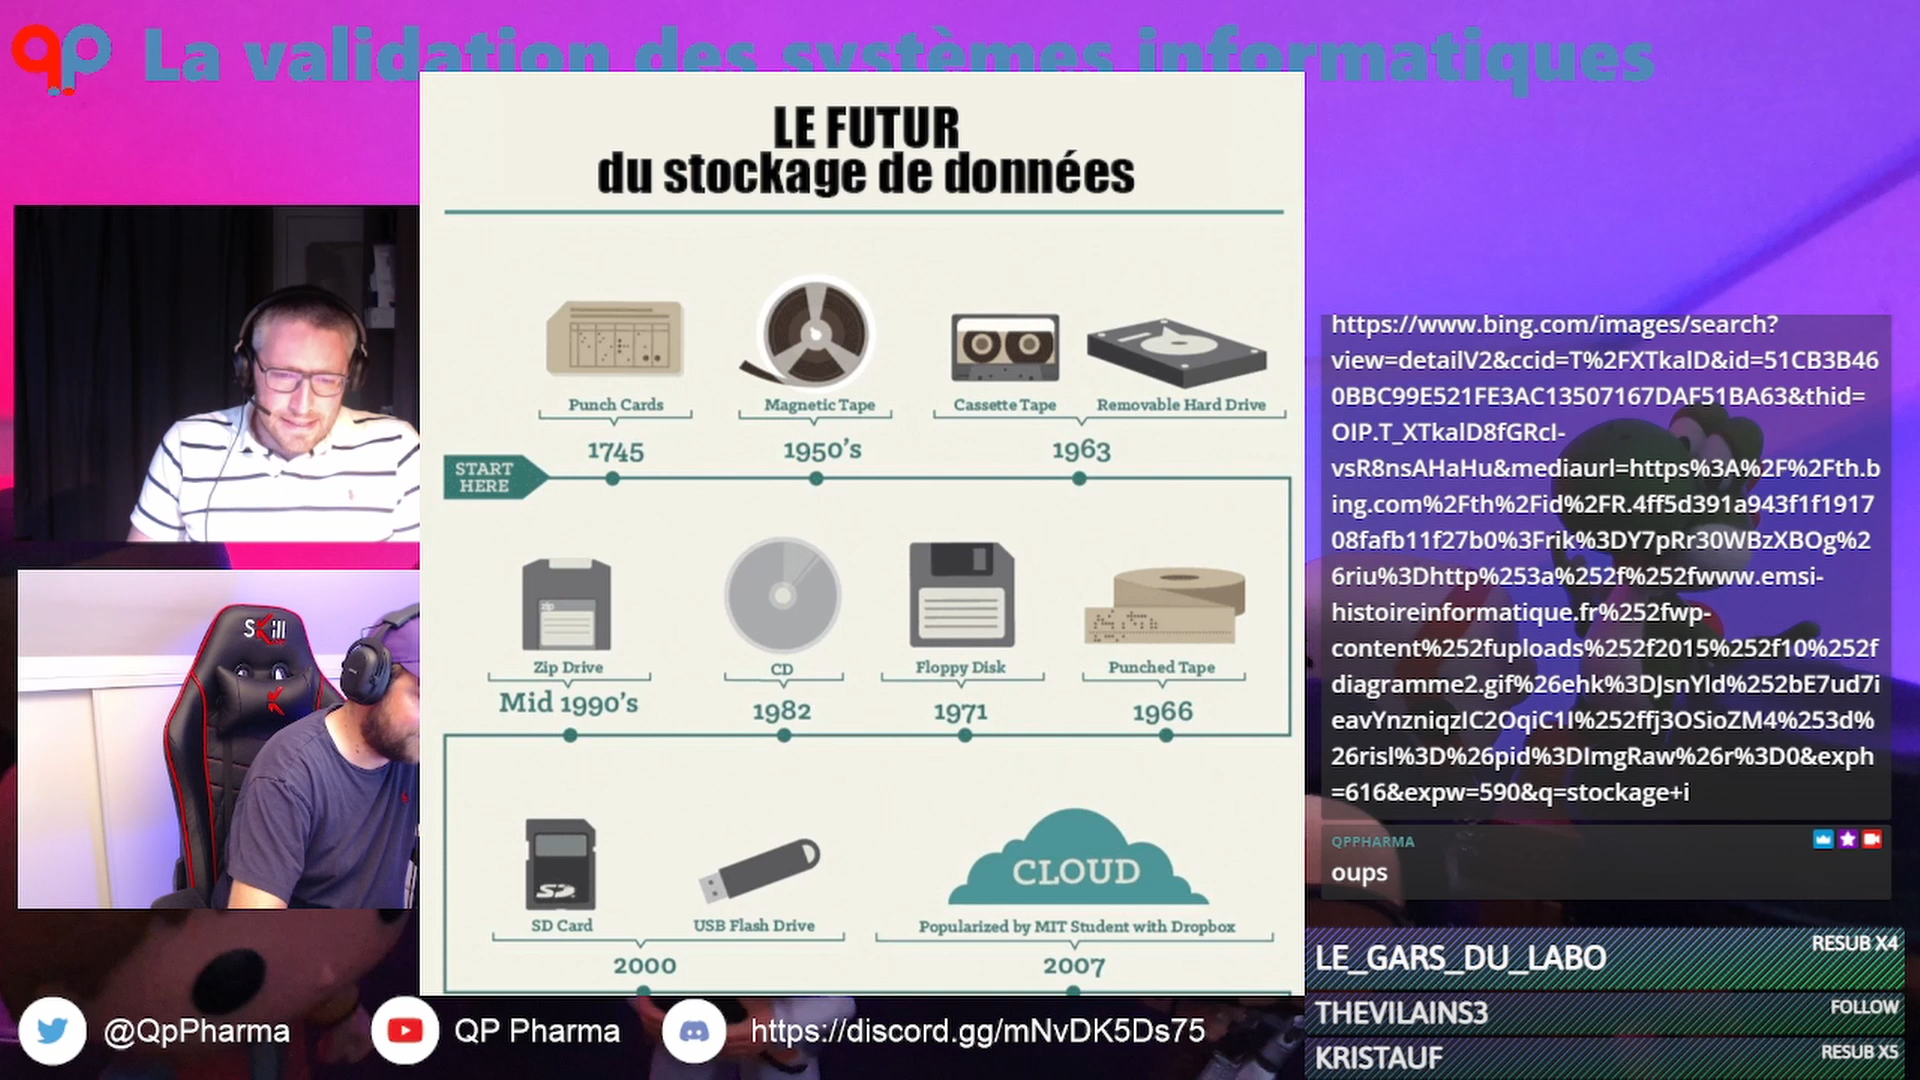 qp La validation des systèmes informatiques
LE FUTUR
du stockage de données
Punch Cards
Magnetic Tape
Cassette Tape
Removable Hard Drive
1745
1950's
1963
START
HERE
zip
Zip Drive
CD
Floppy Disk
Punched Tape
Mid 1990's
1982
1971
1966
SD
CLOUD
SD Card
USB Flash Drive
Popularized by MIT Student with Dropbox
2000
2007
SKill
https://www.bing.com/images/search?
view=detailV2&ccid=T%2FXTkalD&id=51CB3B46
0BBC99E521FE3AC13507167DAF51BA63&thid=
OIP.T_XTkalD8fGRcI-
vsR8nsAHaHu&mediaurl=https%3A%2F%2Fth.b
ing.com%2Fth%2Fid%2FR.4ff5d391a943f1f1917
08fafb11f27b0%3Frik%3DY7pRr30WBzXBOg%2
6riu%3Dhttp%253a%252f%252fwww.emsi-
histoireinformatique.fr%252fwp-
content%252fuploads%252f2015%252f10%252f
diagramme2.gif%26ehk%3DJsnYld%252bE7ud7i
eavYnzniqzIC2OqiC1I%252ffj3OSioZM4%253d%
26risl%3D%26pid%3DImgRaw%26r%3D0&exph
=616&expw=590&q=stockage+i
QPPHARMA
oups
LE_GARS_DU_LABO RESUB X4
THEVILAINS3 FOLLOW
KRISTAUF RESUB X5
@QpPharma
QP Pharma
https://discord.gg/mNvDK5Ds75